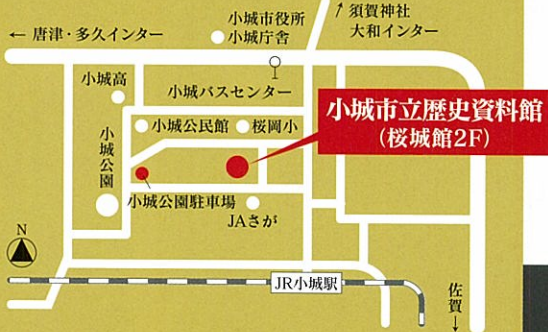 ← 唐津・多久インター
小城市役所
小城庁舎
↗ 須賀神社
大和インター
小城高
小城バスセンター
小城公民館
桜岡小
小城市立歴史資料館
(桜城館2F)
小城公園
小城公園駐車場
JAさが
N
JR小城駅
佐賀→